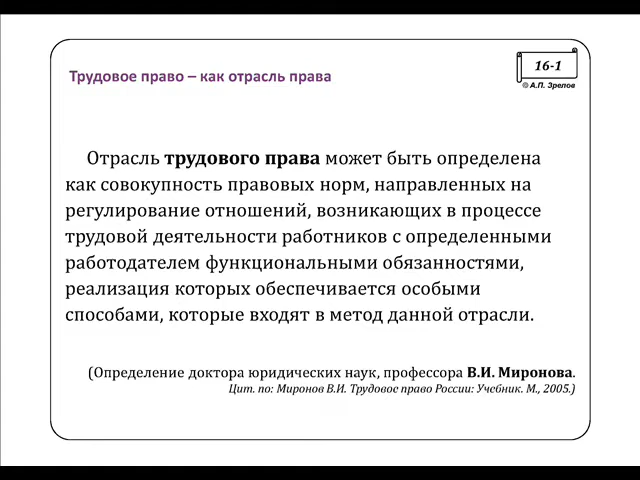 Трудовое право – как отрасль права
16-1
© А.П. Зрелов
Отрасль трудового права может быть определена
как совокупность правовых норм, направленных на
регулирование отношений, возникающих в процессе
трудовой деятельности работников с определенными
работодателем функциональными обязанностями,
реализация которых обеспечивается особыми
способами, которые входят в метод данной отрасли.
(Определение доктора юридических наук, профессора В.И. Миронова.
Цит. по: Миронов В.И. Трудовое право России: Учебник. М., 2005.)